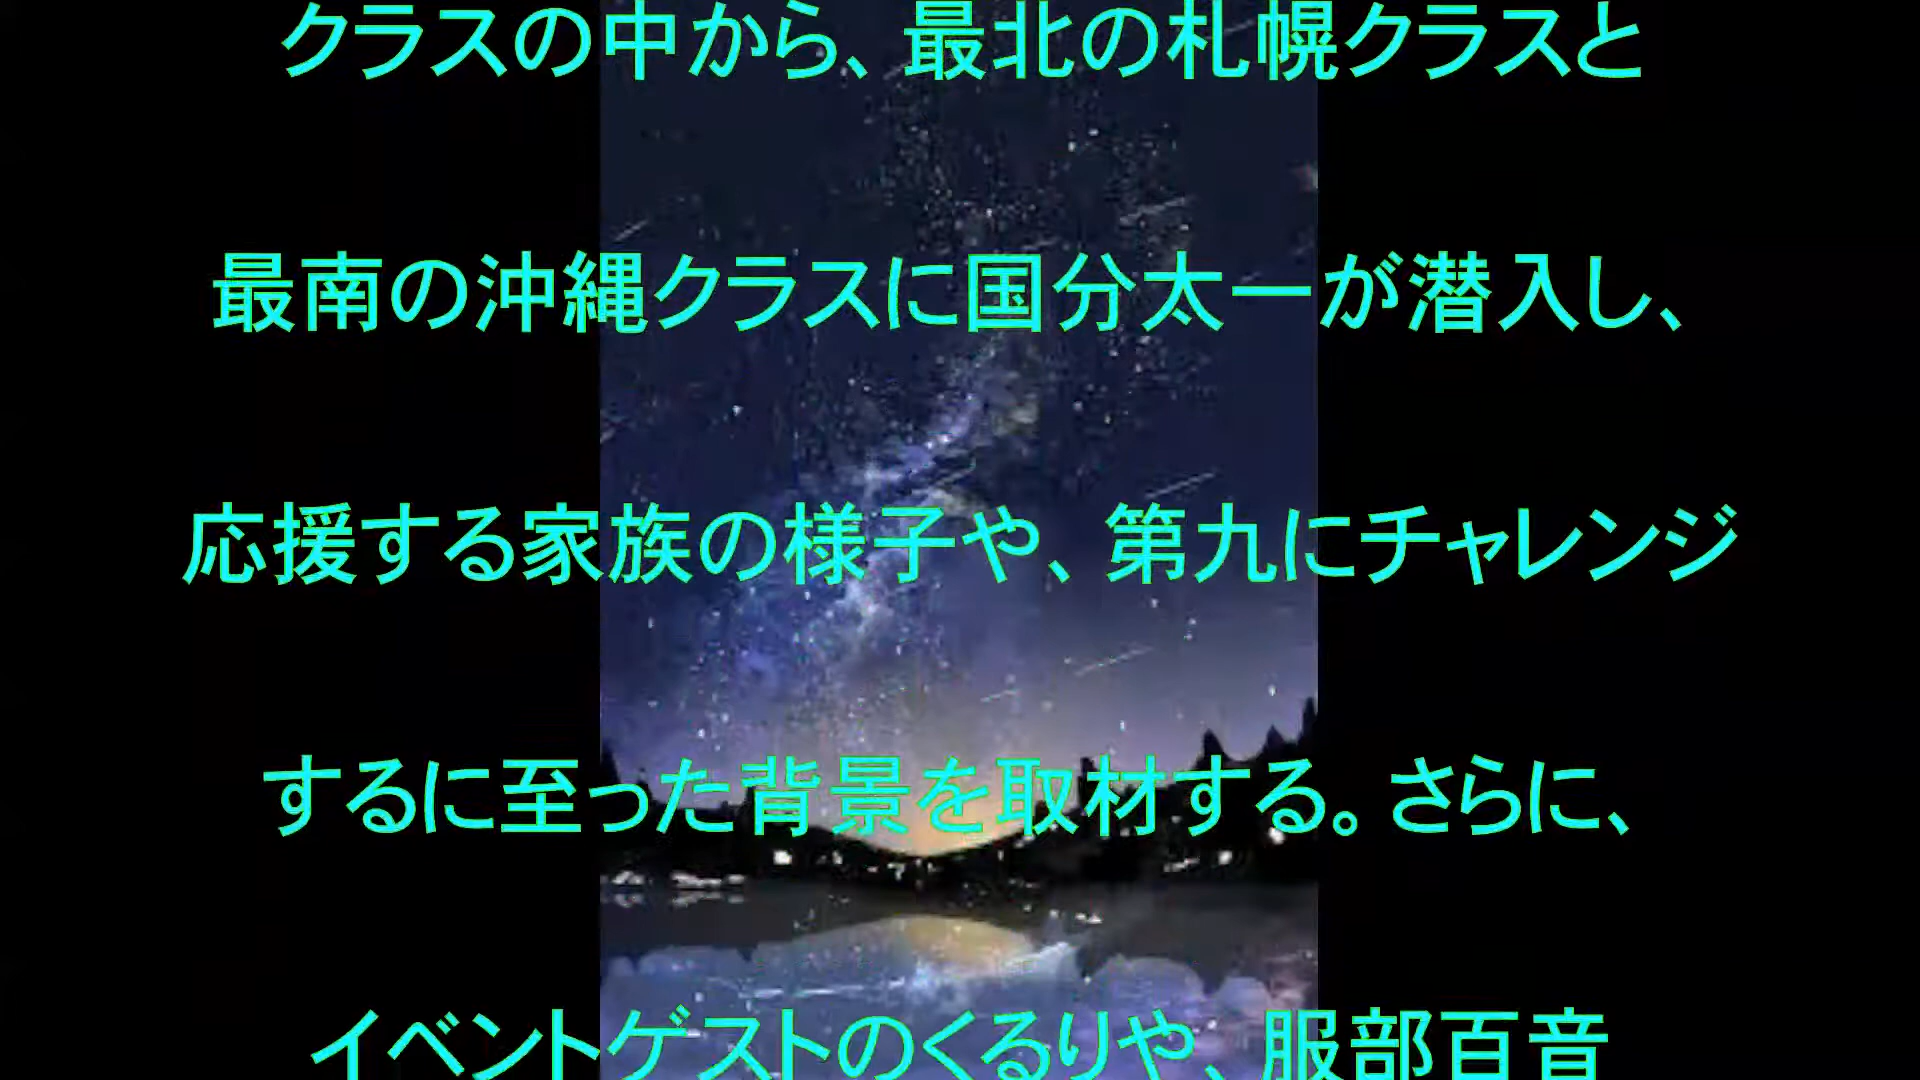 クラスの中から、最北の札幌クラスと
最南の沖縄クラスに国分太一が潜入し、
応援する家族の様子や、第九にチャレンジ
するに至った背景を取材する。さらに、
イベントゲストのくるりや、服部百音